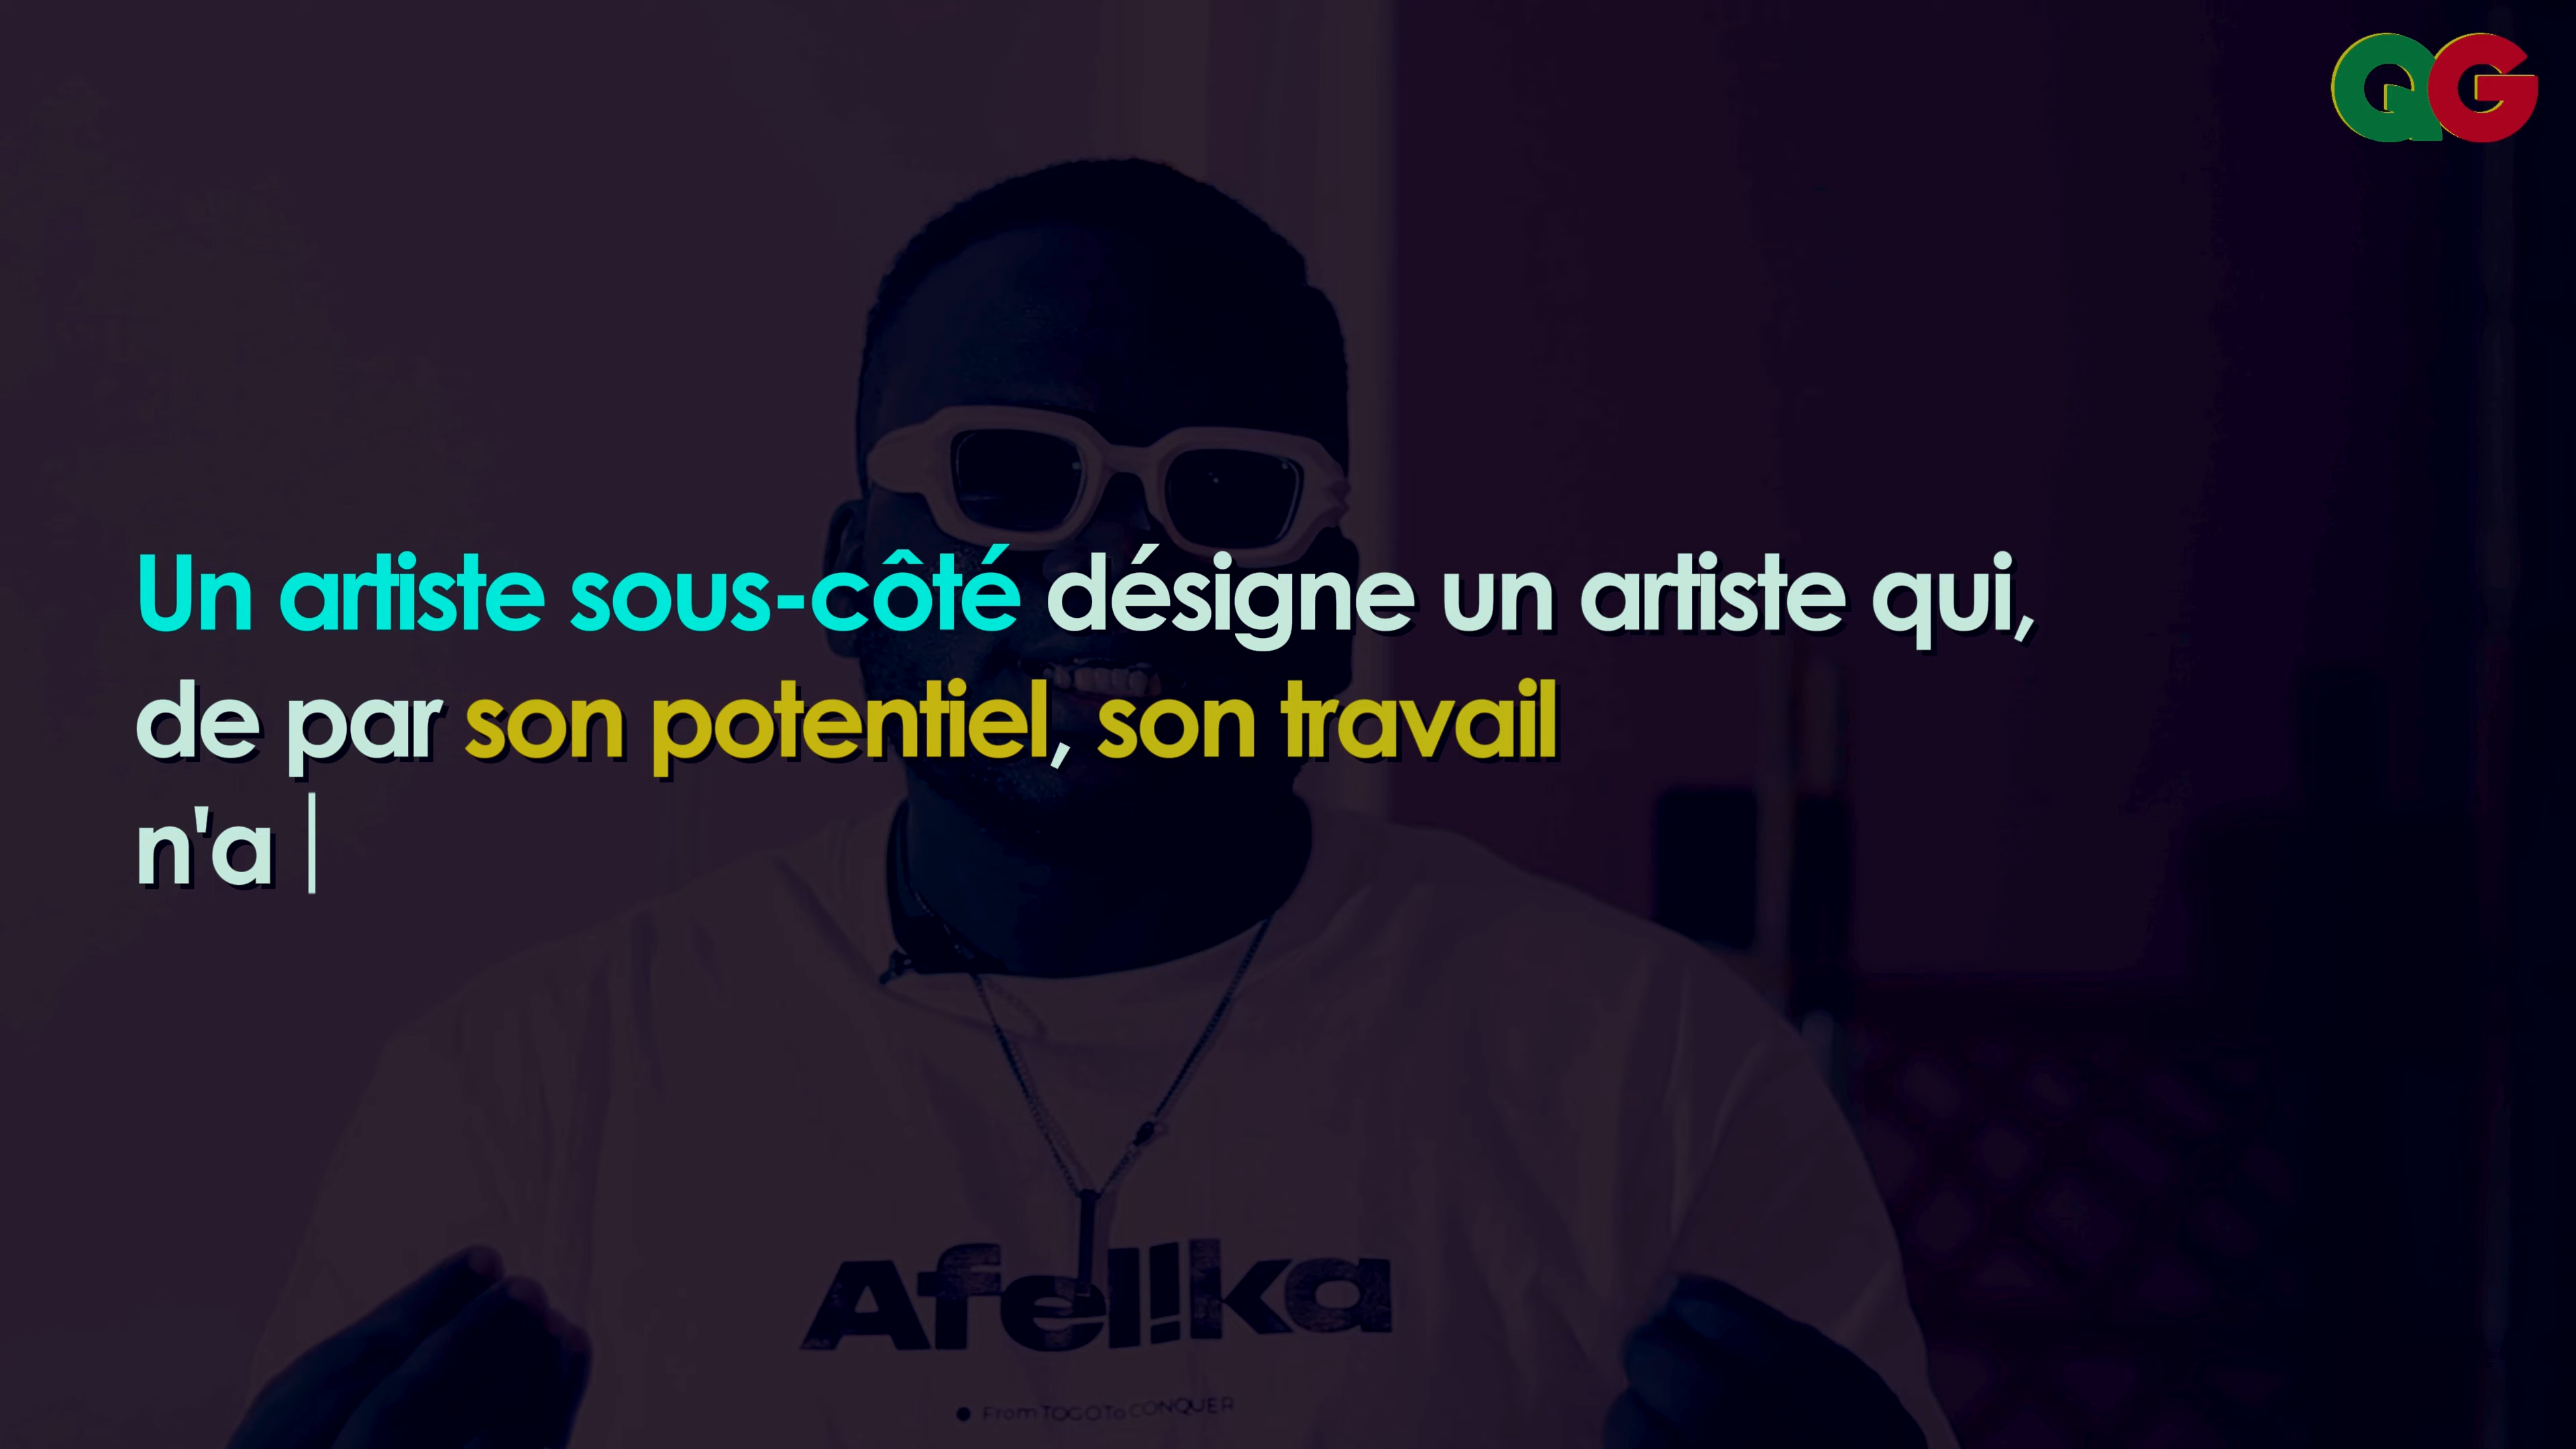 QG
Un artiste sous-côté désigne un artiste qui,
de par son potentiel, son travail
n'a
Afel!ka
From TOGO To CONQUER